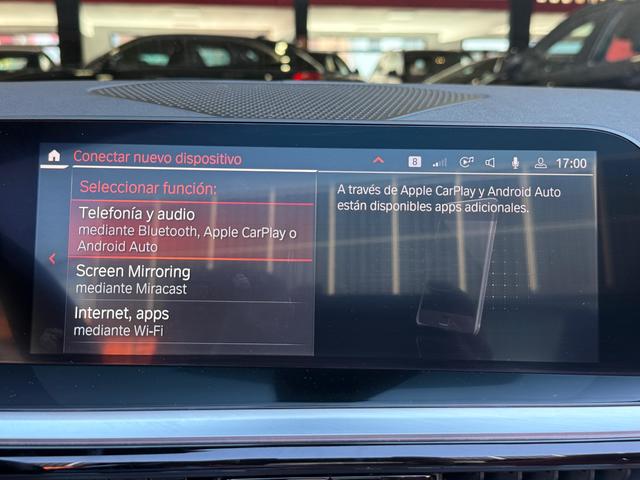 Conectar nuevo dispositivo
8
17:00
Seleccionar función:
Telefonía y audio
mediante Bluetooth, Apple CarPlay o
Android Auto
Screen Mirroring
mediante Miracast
Internet, apps
mediante Wi-Fi
A través de Apple CarPlay y Android Auto
están disponibles apps adicionales.